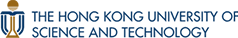 THE HONG KONG UNIVERSITY OF
SCIENCE AND TECHNOLOGY